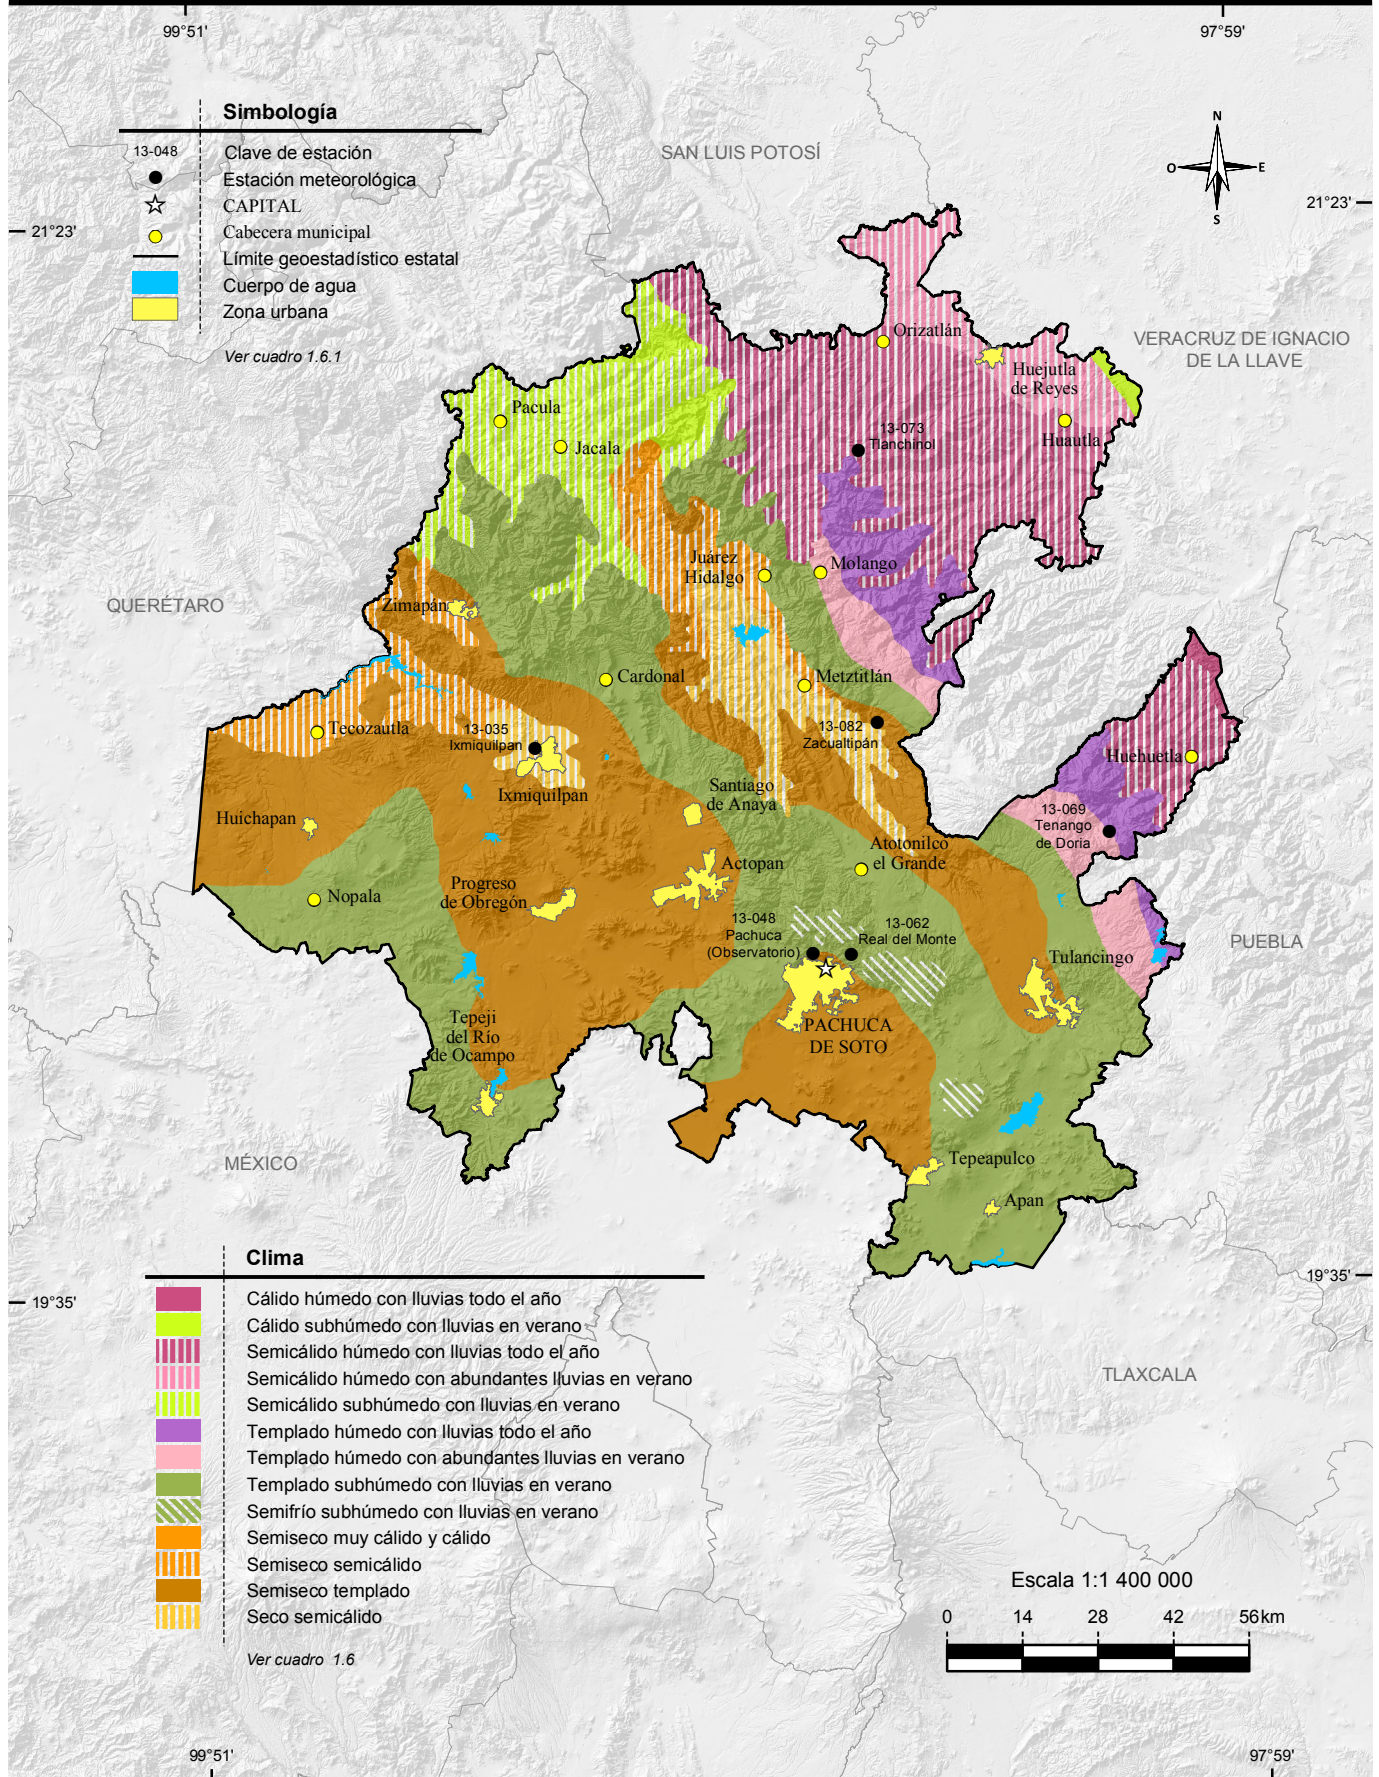 99°51'
97°59'
Simbología
13-048
Clave de estación
Estación meteorológica
CAPITAL
Cabecera municipal
Límite geoestadístico estatal
Cuerpo de agua
Zona urbana
Ver cuadro 1.6.1
N
O
E
S
21°23'
21°23'
SAN LUIS POTOSÍ
VERACRUZ DE IGNACIO
DE LA LLAVE
QUERÉTARO
PUEBLA
MÉXICO
TLAXCALA
Orizatlán
Huejutla
de Reyes
Huautla
Pacula
Jacala
13-073
Tlanchinol
Juárez
Hidalgo
Molango
Zimapán
Cardonal
Metztitlán
Tecozautla
13-035
Ixmiquilpan
Ixmiquilpan
13-082
Zacualtipán
Huehuetla
Huichapan
Santiago
de Anaya
13-069
Tenango
de Doria
Actopan
Atotonilco
el Grande
Nopala
Progreso
de Obregón
13-048
Pachuca
(Observatorio)
13-062
Real del Monte
Tulancingo
PACHUCA
DE SOTO
Tepeji
del Río
de Ocampo
Tepeapulco
Apan
19°35'
19°35'
Clima
Cálido húmedo con lluvias todo el año
Cálido subhúmedo con lluvias en verano
Semicálido húmedo con lluvias todo el año
Semicálido húmedo con abundantes lluvias en verano
Semicálido subhúmedo con lluvias en verano
Templado húmedo con lluvias todo el año
Templado húmedo con abundantes lluvias en verano
Templado subhúmedo con lluvias en verano
Semifrío subhúmedo con lluvias en verano
Semiseco muy cálido y cálido
Semiseco semicálido
Semiseco templado
Seco semicálido
Ver cuadro 1.6
Escala 1:1 400 000
0 14 28 42 56 km
99°51'
97°59'